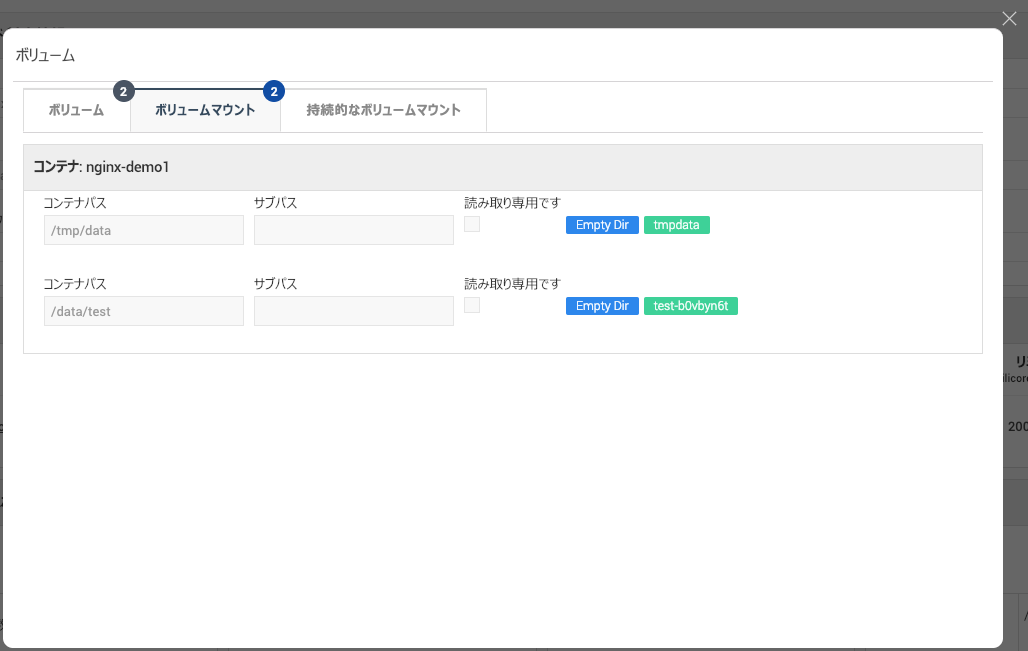 ボリューム
ボリューム 2 ボリュームマウント 2 持続的なボリュームマウント
コンテナ: nginx-demo1
コンテナパス サブパス 読み取り専用です
/tmp/data Empty Dir tmpdata
コンテナパス サブパス 読み取り専用です
/data/test Empty Dir test-b0vbyn6t
200